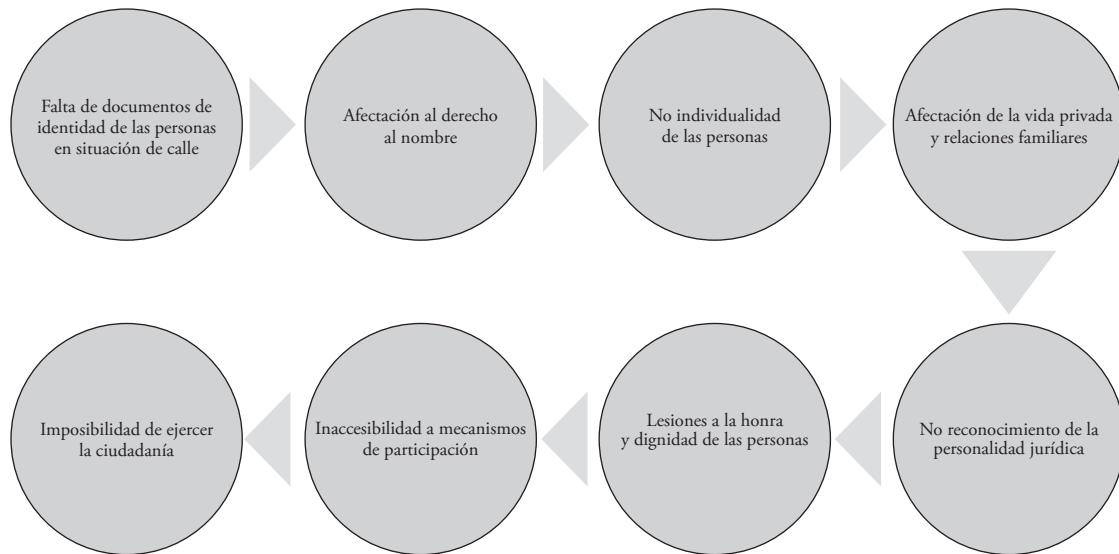 Falta de documentos de
identidad de las personas
en situación de calle
Afectación al derecho
al nombre
No individualidad
de las personas
Afectación de la vida privada
y relaciones familiares
No reconocimiento de la
personalidad jurídica
Lesiones a la honra
y dignidad de las personas
Inaccesibilidad a mecanismos
de participación
Imposibilidad de ejercer
la ciudadanía